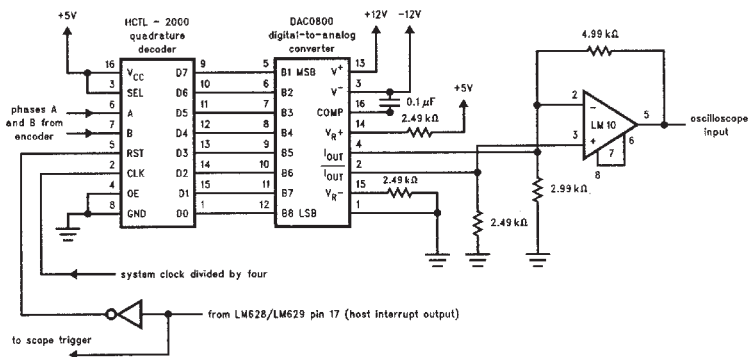 +5V
HCTL - 2000
quadrature
decoder
DAC0800
digital-to-analog
converter
+12V
-12V
4.99 kΩ
16 VCC D7 9
5 B1 MSB V+ 13
3 SEL D6 10
6 B2 V- 3
phases A
and B from
encoder
6 A D5 11
7 B3 COMP 16
0.1 μF
+5V
7 B D4 12
8 B4 VR+ 14
2.49 kΩ
5 RST D3 13
9 B5 IOUT 4
2 CLK D2 14
10 B6 IOUT 2
4 OE D1 15
11 B7 VR- 15
2.49 kΩ
8 GND D0 1
12 B8 LSB 1
2 -
3 +
LM10
5
6
7
8
oscilloscope
input
2.99 kΩ
2.49 kΩ
system clock divided by four
from LM628/LM629 pin 17 (host interrupt output)
to scope trigger